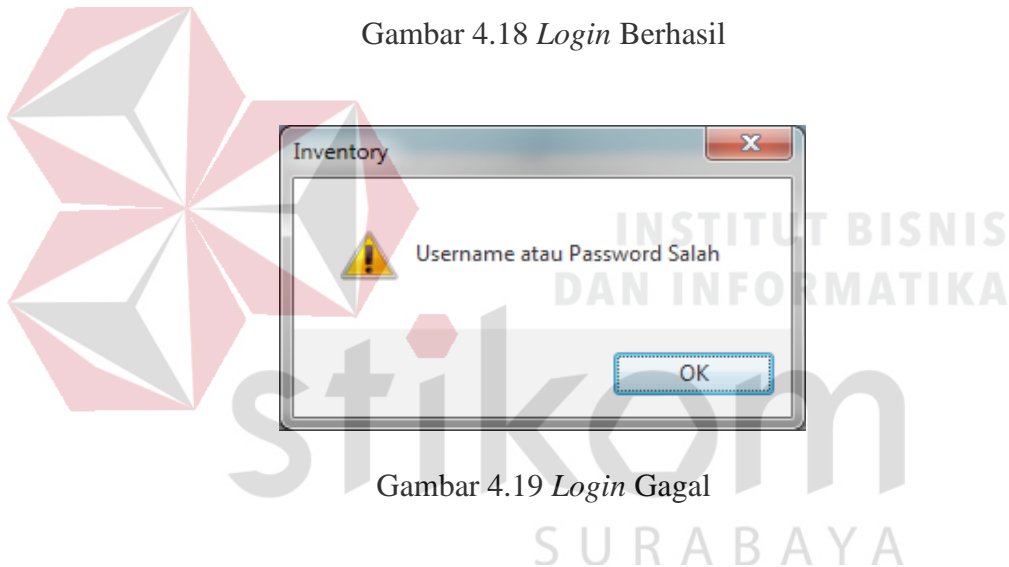 Gambar 4.18 Login Berhasil
Inventory
Username atau Password Salah
OK
INSTITUT BISNIS
DAN INFORMATIKA
stikom
SURABAYA
Gambar 4.19 Login Gagal